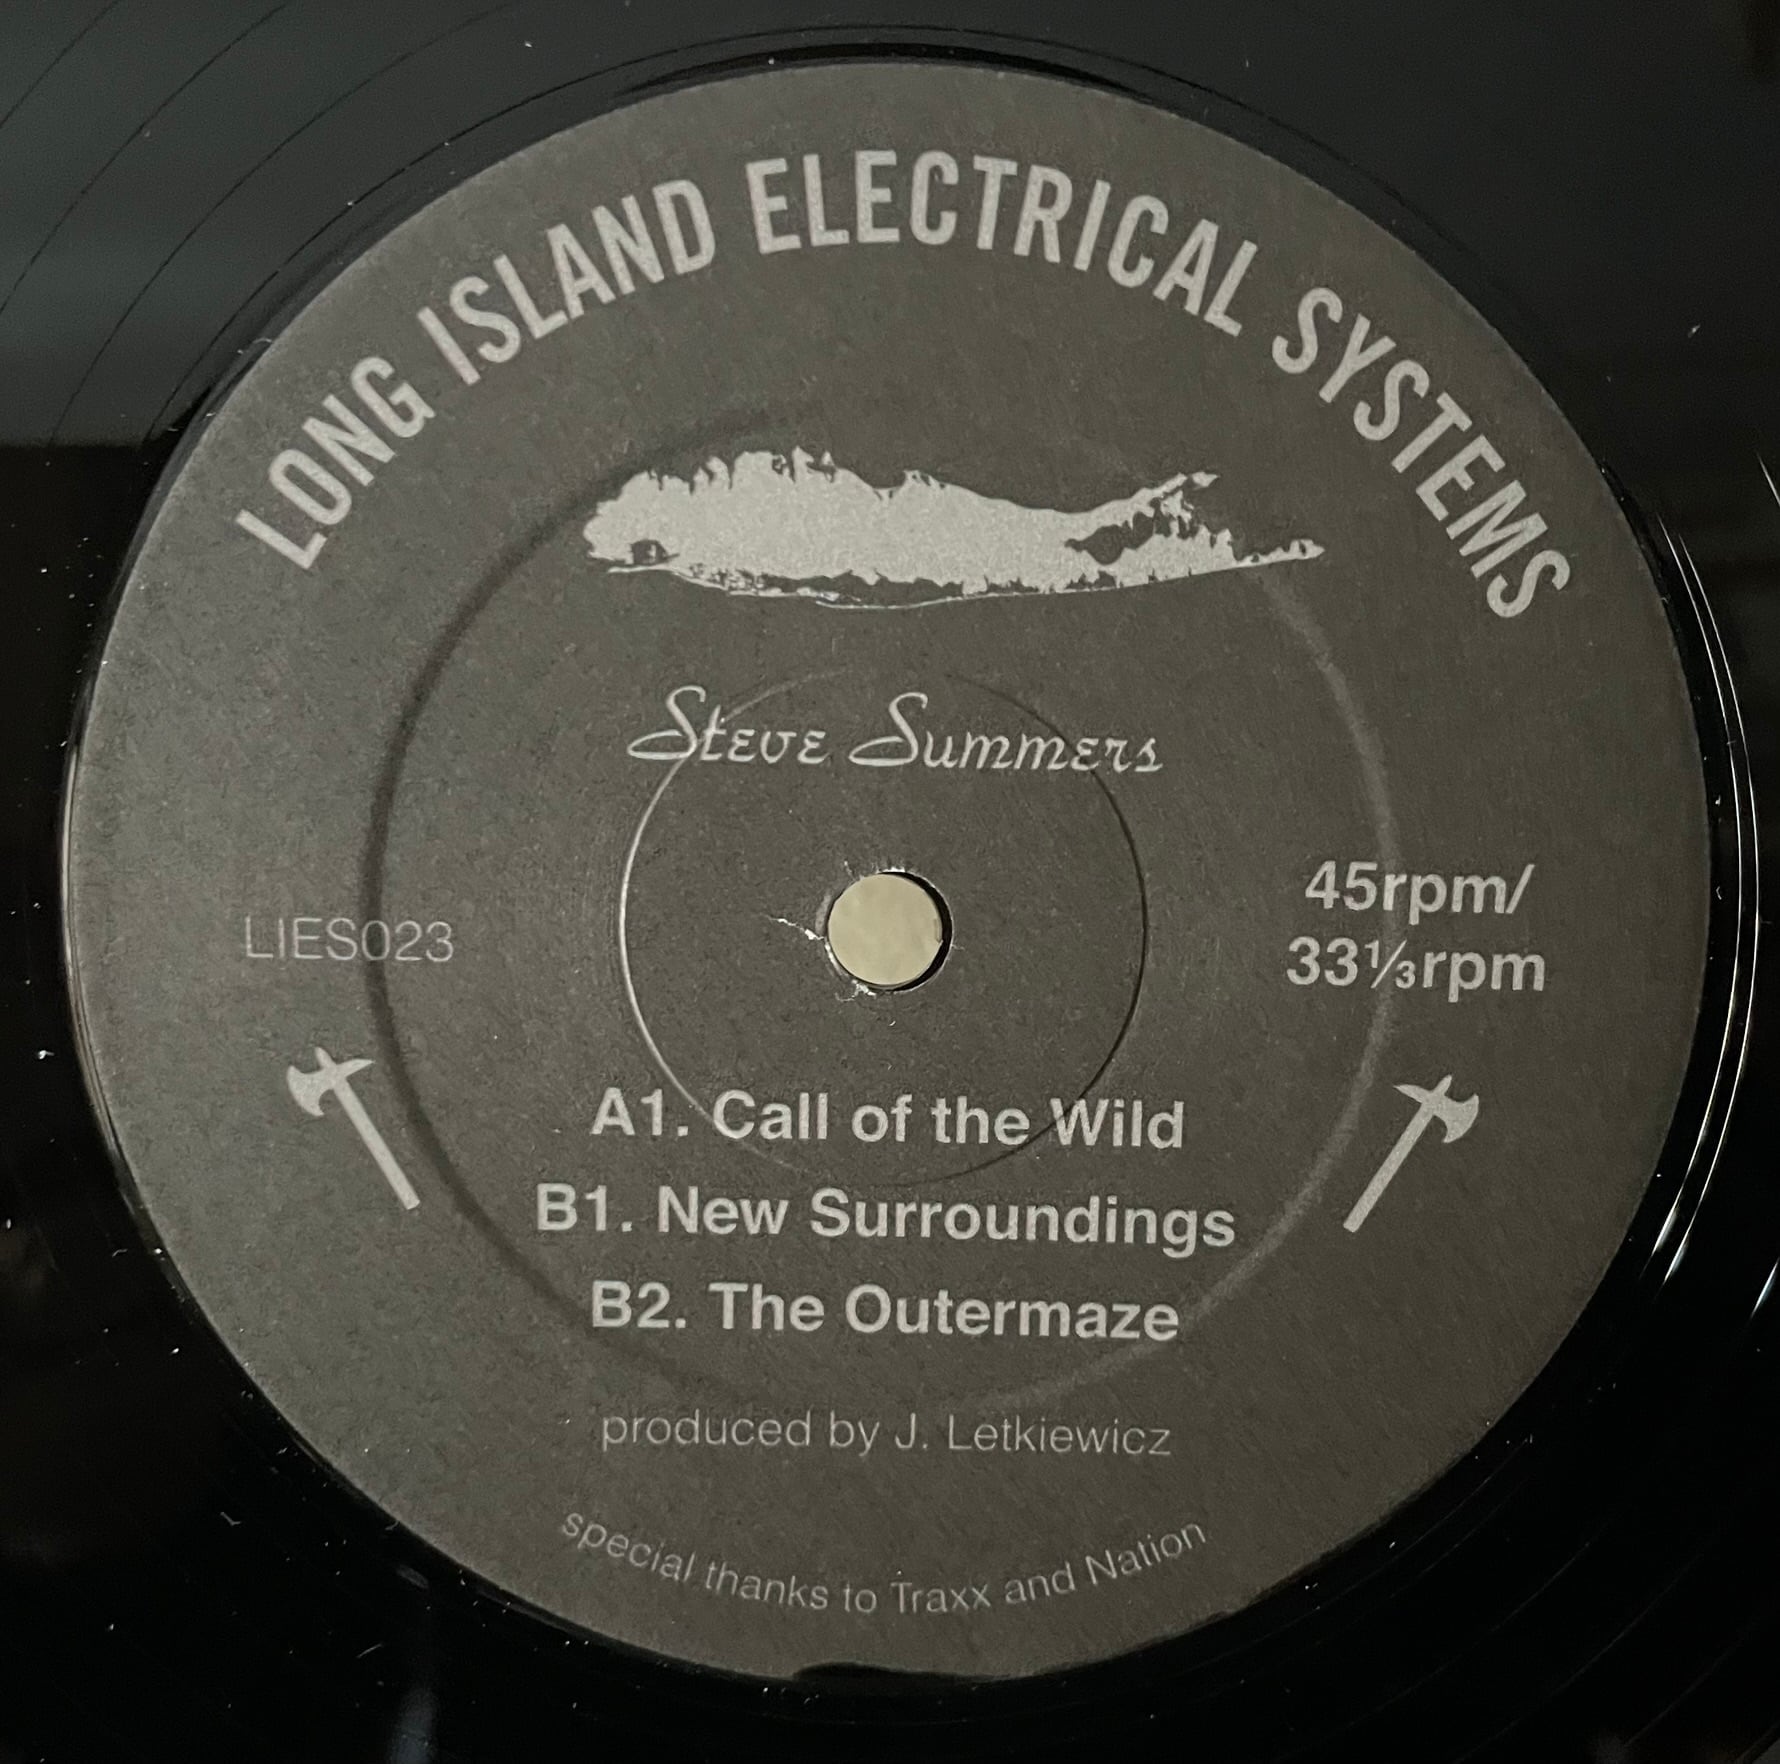 LONG ISLAND ELECTRICAL SYSTEMS
Steve Summers
45rpm/
33⅓rpm
LIES023
A1. Call of the Wild
B1. New Surroundings
B2. The Outermaze
produced by J. Letkiewicz
special thanks to Traxx and Nation